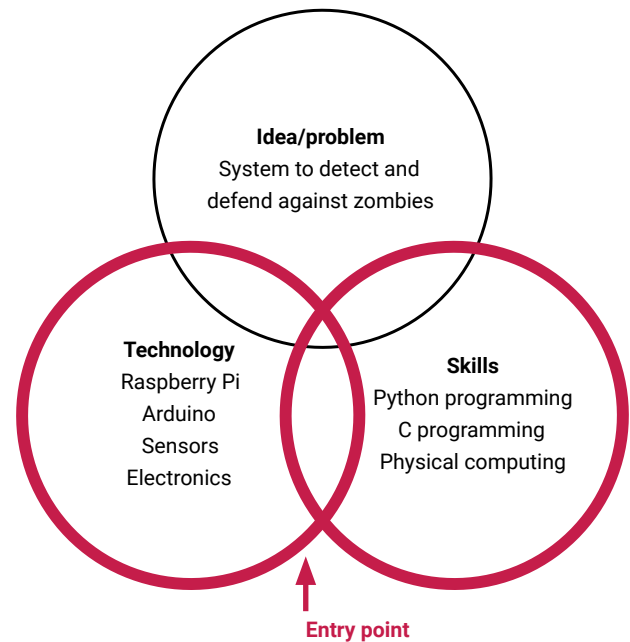 Idea/problem
System to detect and
defend against zombies
Technology
Raspberry Pi
Arduino
Sensors
Electronics
Skills
Python programming
C programming
Physical computing
Entry point